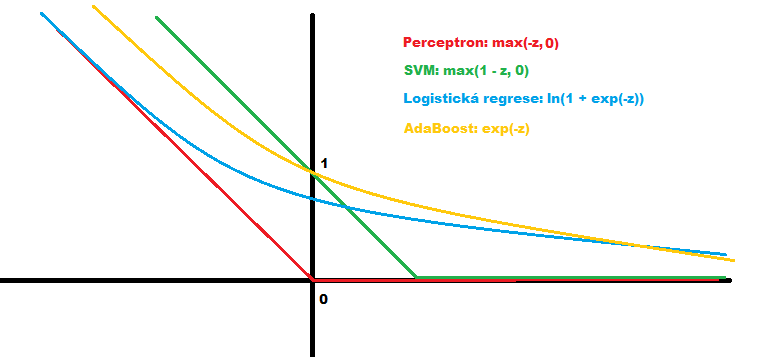 Perceptron: max(-z, 0)
SVM: max(1 - z, 0)
Logistická regrese: ln(1 + exp(-z))
AdaBoost: exp(-z)
1
0